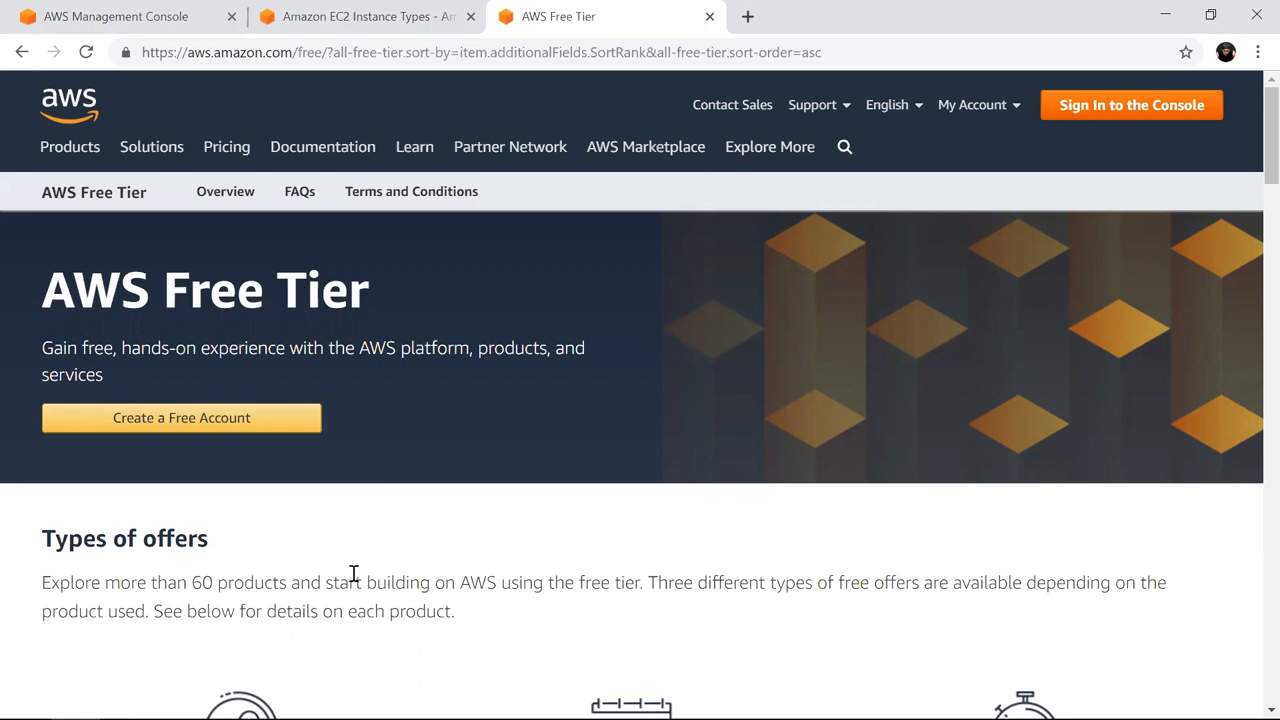 AWS Management Console
Amazon EC2 Instance Types - Am
AWS Free Tier
https://aws.amazon.com/free/?all-free-tier.sort-by=item.additionalFields.SortRank&all-free-tier.sort-order=asc
aws
Contact Sales Support English My Account Sign In to the Console
Products Solutions Pricing Documentation Learn Partner Network AWS Marketplace Explore More
AWS Free Tier Overview FAQs Terms and Conditions
AWS Free Tier
Gain free, hands-on experience with the AWS platform, products, and
services
Create a Free Account
Types of offers
Explore more than 60 products and start building on AWS using the free tier. Three different types of free offers are available depending on the
product used. See below for details on each product.